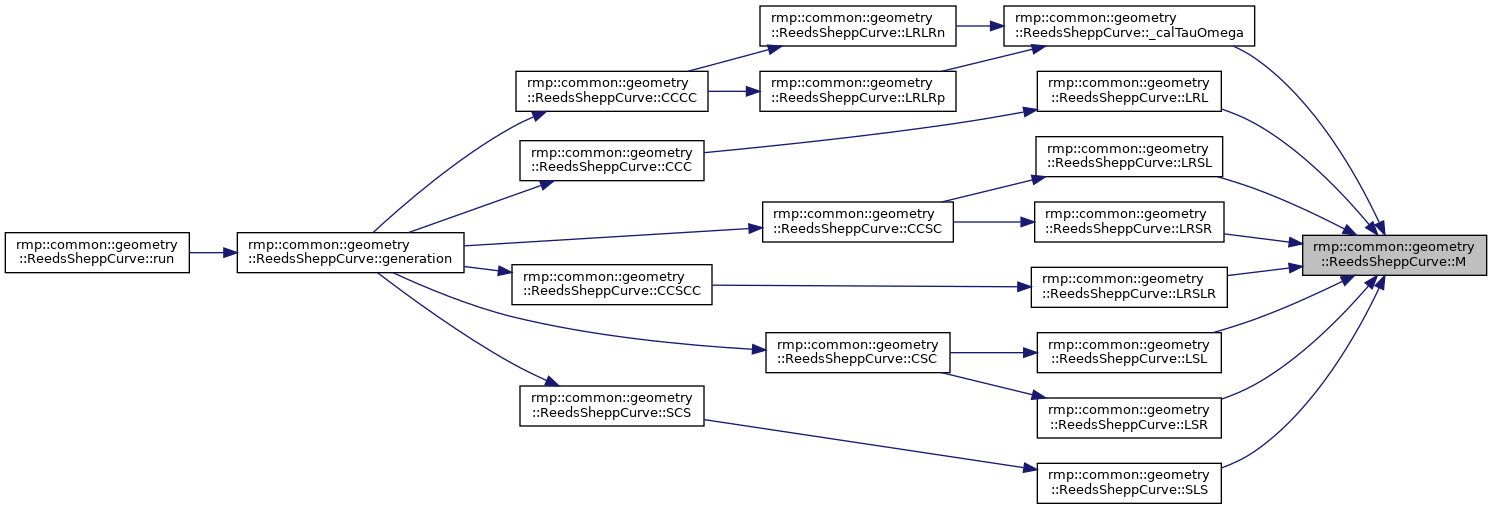 rmp::common::geometry
::ReedsSheppCurve::run
rmp::common::geometry
::ReedsSheppCurve::generation
rmp::common::geometry
::ReedsSheppCurve::CCCC
rmp::common::geometry
::ReedsSheppCurve::CCC
rmp::common::geometry
::ReedsSheppCurve::CCSCC
rmp::common::geometry
::ReedsSheppCurve::SCS
rmp::common::geometry
::ReedsSheppCurve::LRLRn
rmp::common::geometry
::ReedsSheppCurve::LRLRp
rmp::common::geometry
::ReedsSheppCurve::CCSC
rmp::common::geometry
::ReedsSheppCurve::CSC
rmp::common::geometry
::ReedsSheppCurve::_calTauOmega
rmp::common::geometry
::ReedsSheppCurve::LRL
rmp::common::geometry
::ReedsSheppCurve::LRSL
rmp::common::geometry
::ReedsSheppCurve::LRSR
rmp::common::geometry
::ReedsSheppCurve::LRSLR
rmp::common::geometry
::ReedsSheppCurve::LSL
rmp::common::geometry
::ReedsSheppCurve::LSR
rmp::common::geometry
::ReedsSheppCurve::SLS
rmp::common::geometry
::ReedsSheppCurve::M